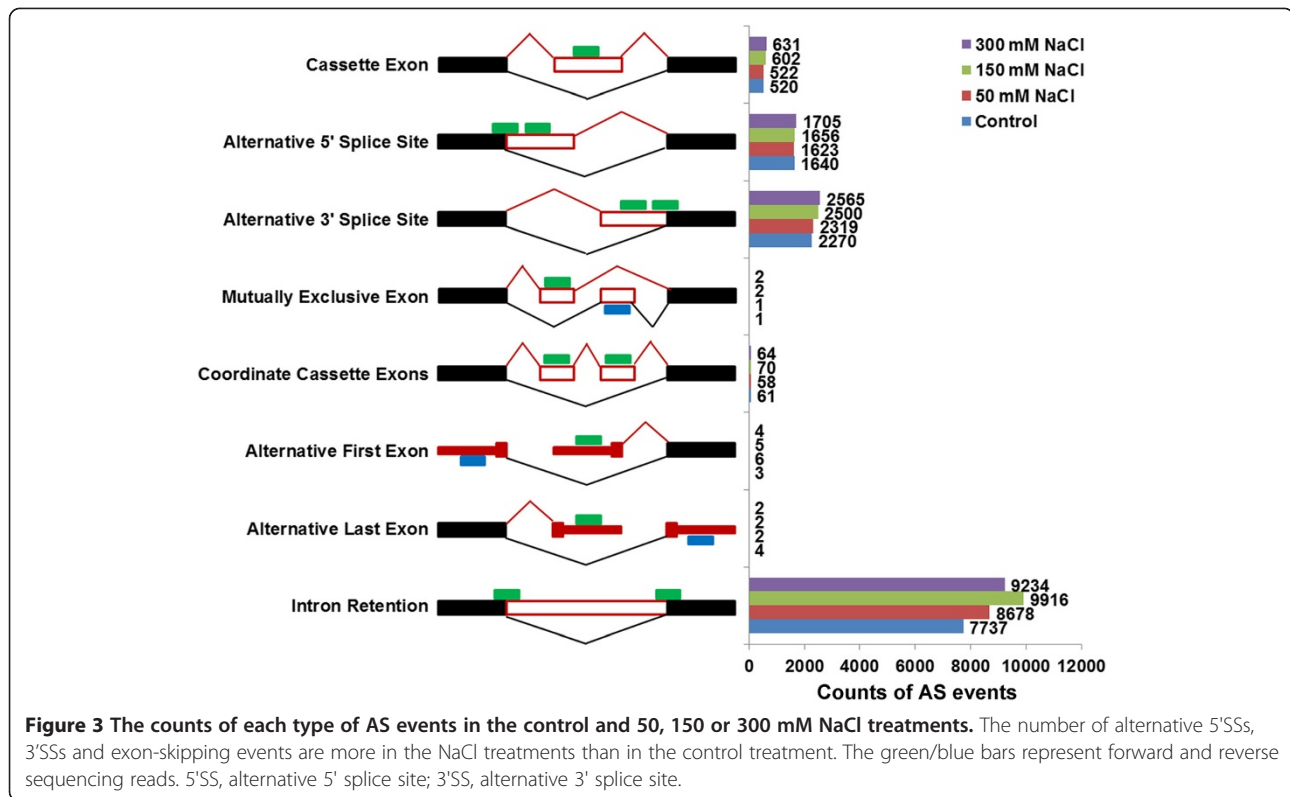 Cassette Exon
631
602
522
520
300 mM NaCl
150 mM NaCl
50 mM NaCl
Control
Alternative 5' Splice Site
1705
1656
1623
1640
Alternative 3' Splice Site
2565
2500
2319
2270
Mutually Exclusive Exon
2
2
1
1
Coordinate Cassette Exons
64
70
58
61
Alternative First Exon
4
5
6
3
Alternative Last Exon
2
2
2
4
Intron Retention
9234
9916
8678
7737
0 2000 4000 6000 8000 10000 12000
Counts of AS events
Figure 3 The counts of each type of AS events in the control and 50, 150 or 300 mM NaCl treatments. The number of alternative 5'SSs,
3'SSs and exon-skipping events are more in the NaCl treatments than in the control treatment. The green/blue bars represent forward and reverse
sequencing reads. 5'SS, alternative 5' splice site; 3'SS, alternative 3' splice site.